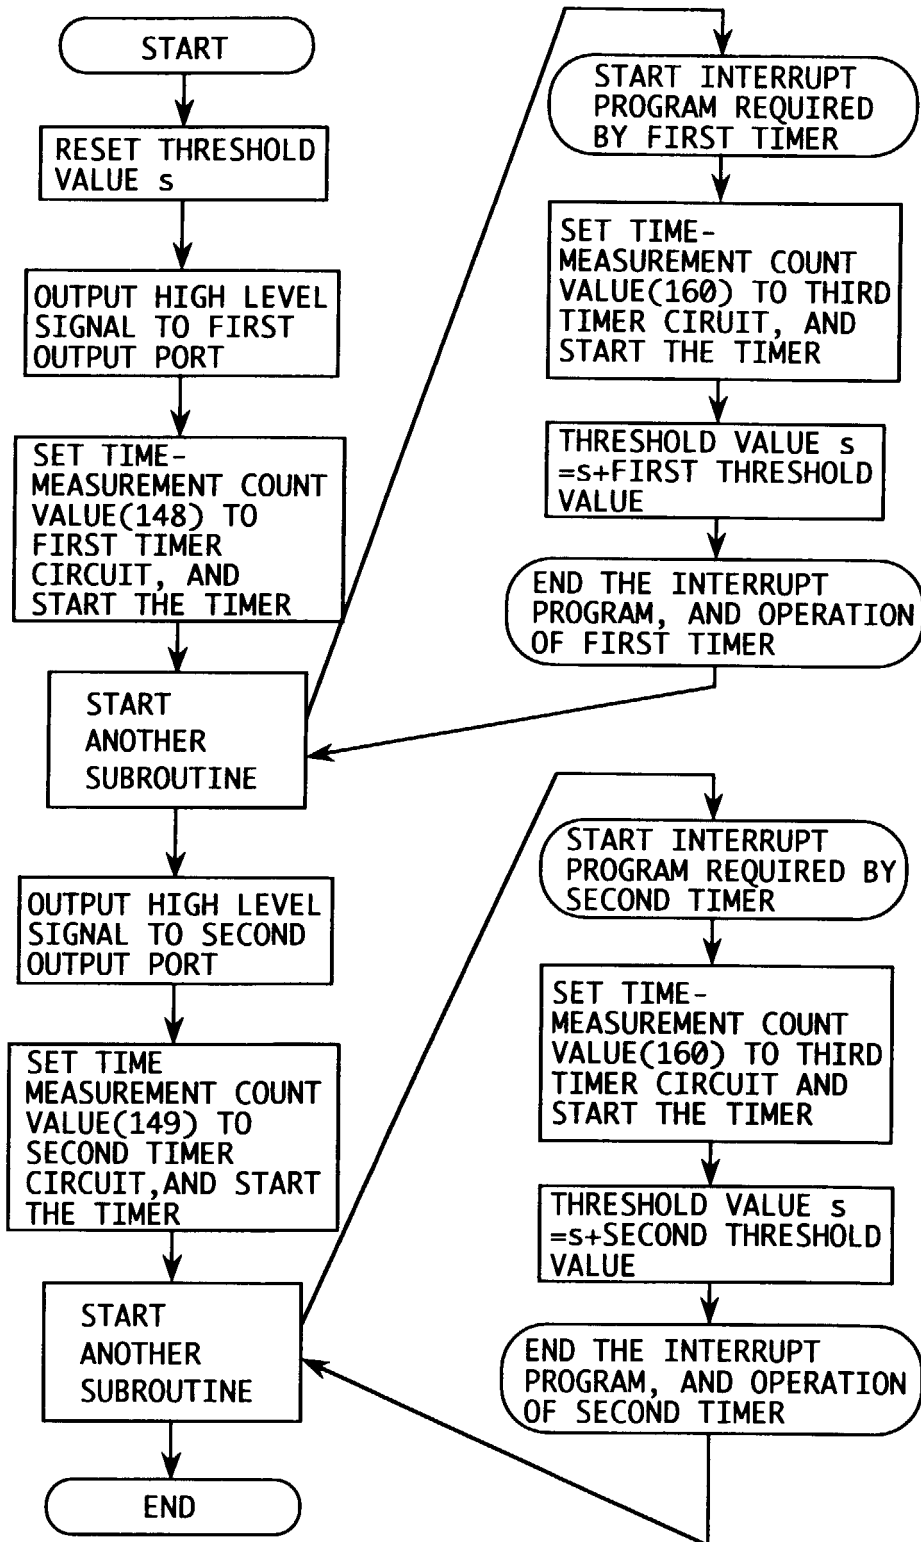 START
RESET THRESHOLD
VALUE s
OUTPUT HIGH LEVEL
SIGNAL TO FIRST
OUTPUT PORT
SET TIME-
MEASUREMENT COUNT
VALUE(148) TO
FIRST TIMER
CIRCUIT, AND
START THE TIMER
START
ANOTHER
SUBROUTINE
START INTERRUPT
PROGRAM REQUIRED
BY FIRST TIMER
SET TIME-
MEASUREMENT COUNT
VALUE(160) TO THIRD
TIMER CIRUIT, AND
START THE TIMER
THRESHOLD VALUE s
=s+FIRST THRESHOLD
VALUE
END THE INTERRUPT
PROGRAM, AND OPERATION
OF FIRST TIMER
OUTPUT HIGH LEVEL
SIGNAL TO SECOND
OUTPUT PORT
SET TIME
MEASUREMENT COUNT
VALUE(149) TO
SECOND TIMER
CIRCUIT,AND START
THE TIMER
START
ANOTHER
SUBROUTINE
START INTERRUPT
PROGRAM REQUIRED BY
SECOND TIMER
SET TIME-
MEASUREMENT COUNT
VALUE(160) TO THIRD
TIMER CIRCUIT AND
START THE TIMER
THRESHOLD VALUE s
=s+SECOND THRESHOLD
VALUE
END THE INTERRUPT
PROGRAM, AND OPERATION
OF SECOND TIMER
END